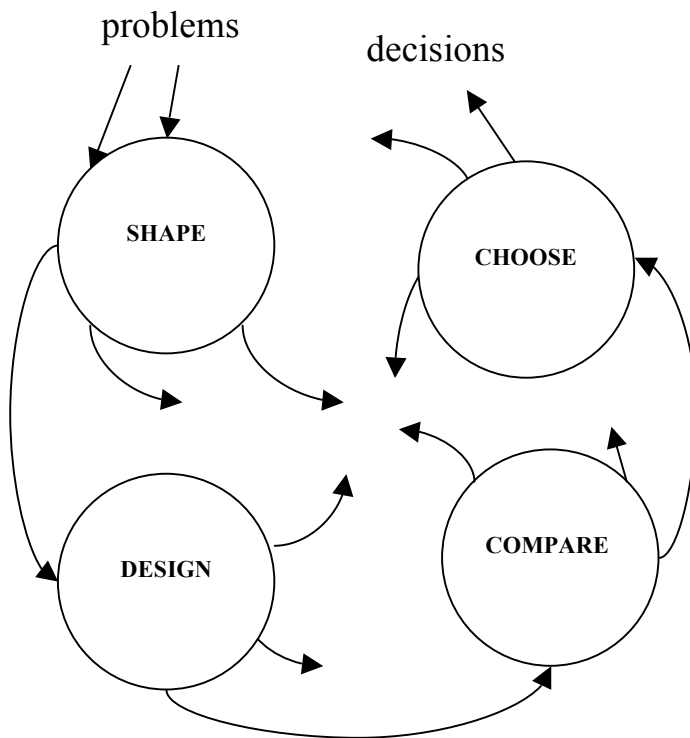 problems
decisions
SHAPE
CHOOSE
DESIGN
COMPARE